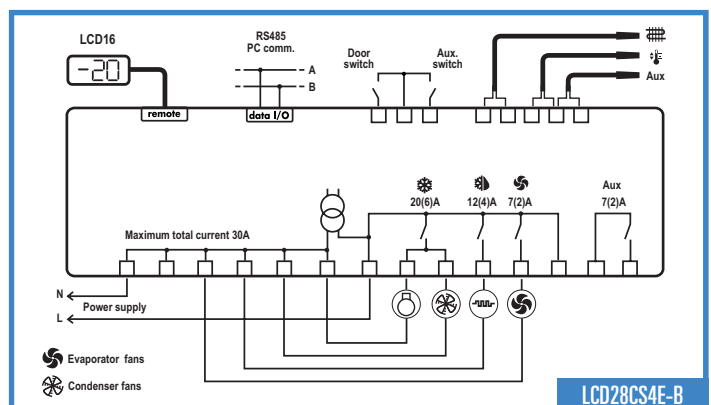 LCD16
RS485
PC comm.
Door
switch
Aux.
switch
-20
A
B
Aux
remote
data I/O
20(6)A
12(4)A
7(2)A
Aux
7(2)A
Maximum total current 30A
N
Power supply
L
Evaporator fans
Condenser fans
LCD28CS4E-B